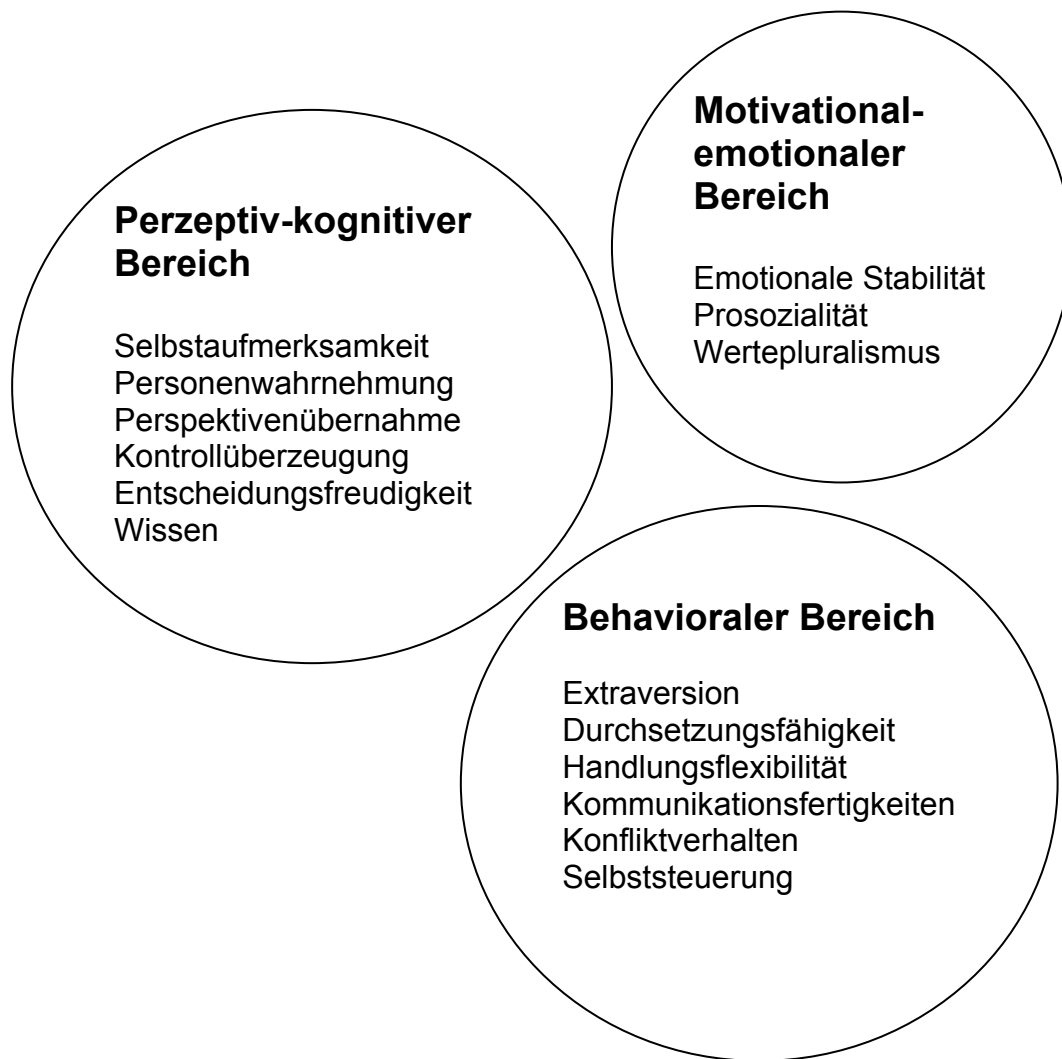 Perzeptiv-kognitiver
Bereich
Selbstaufmerksamkeit
Personenwahrnehmung
Perspektivenübernahme
Kontrollüberzeugung
Entscheidungsfreudigkeit
Wissen
Motivational-
emotionaler
Bereich
Emotionale Stabilität
Prosozialität
Wertepluralismus
Behavioraler Bereich
Extraversion
Durchsetzungsfähigkeit
Handlungsflexibilität
Kommunikationsfertigkeiten
Konfliktverhalten
Selbststeuerung